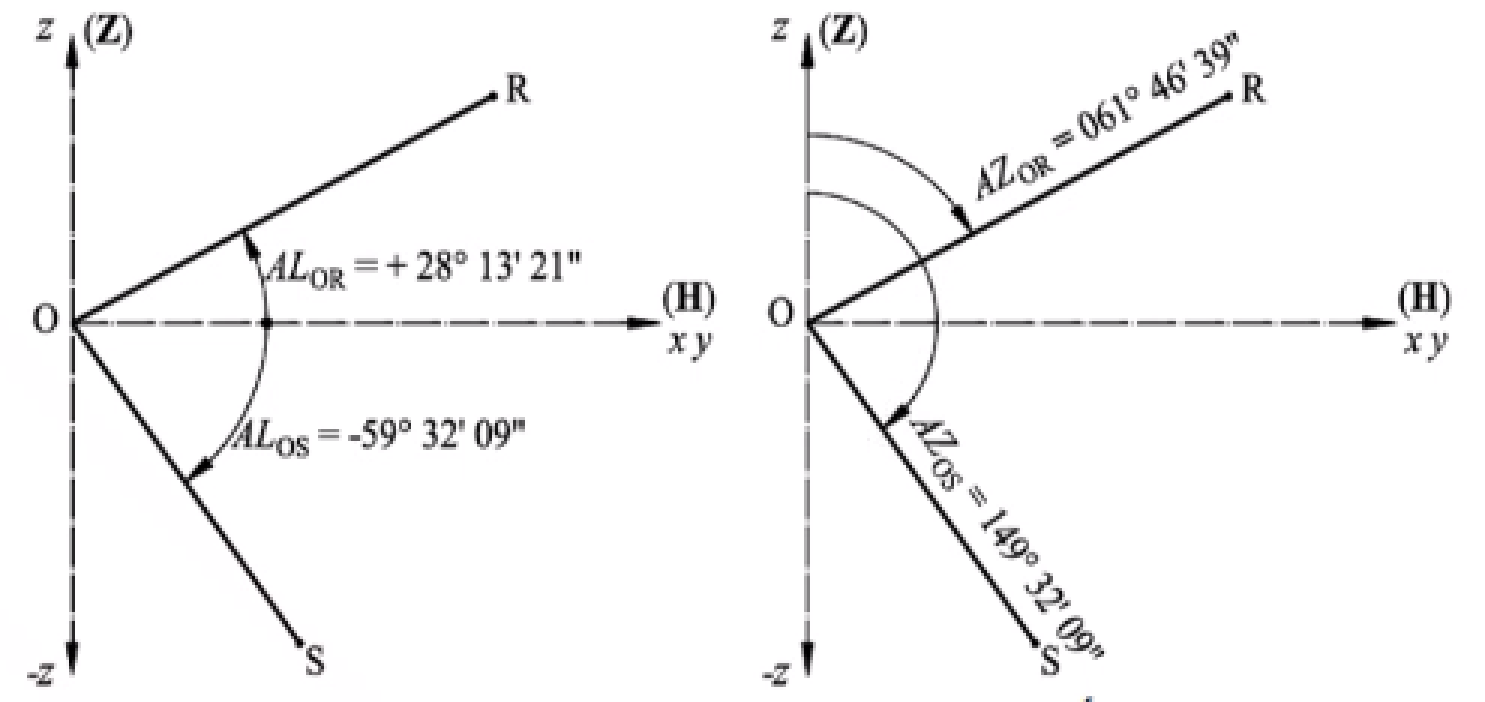 z (Z)
R
AL_OR = + 28° 13' 21"
O
(H)
x y
AL_OS = -59° 32' 09"
S
-z
z (Z)
R
AZ_OR = 061° 46' 39"
O
(H)
x y
AZ_OS = 149° 32' 09"
S
-z